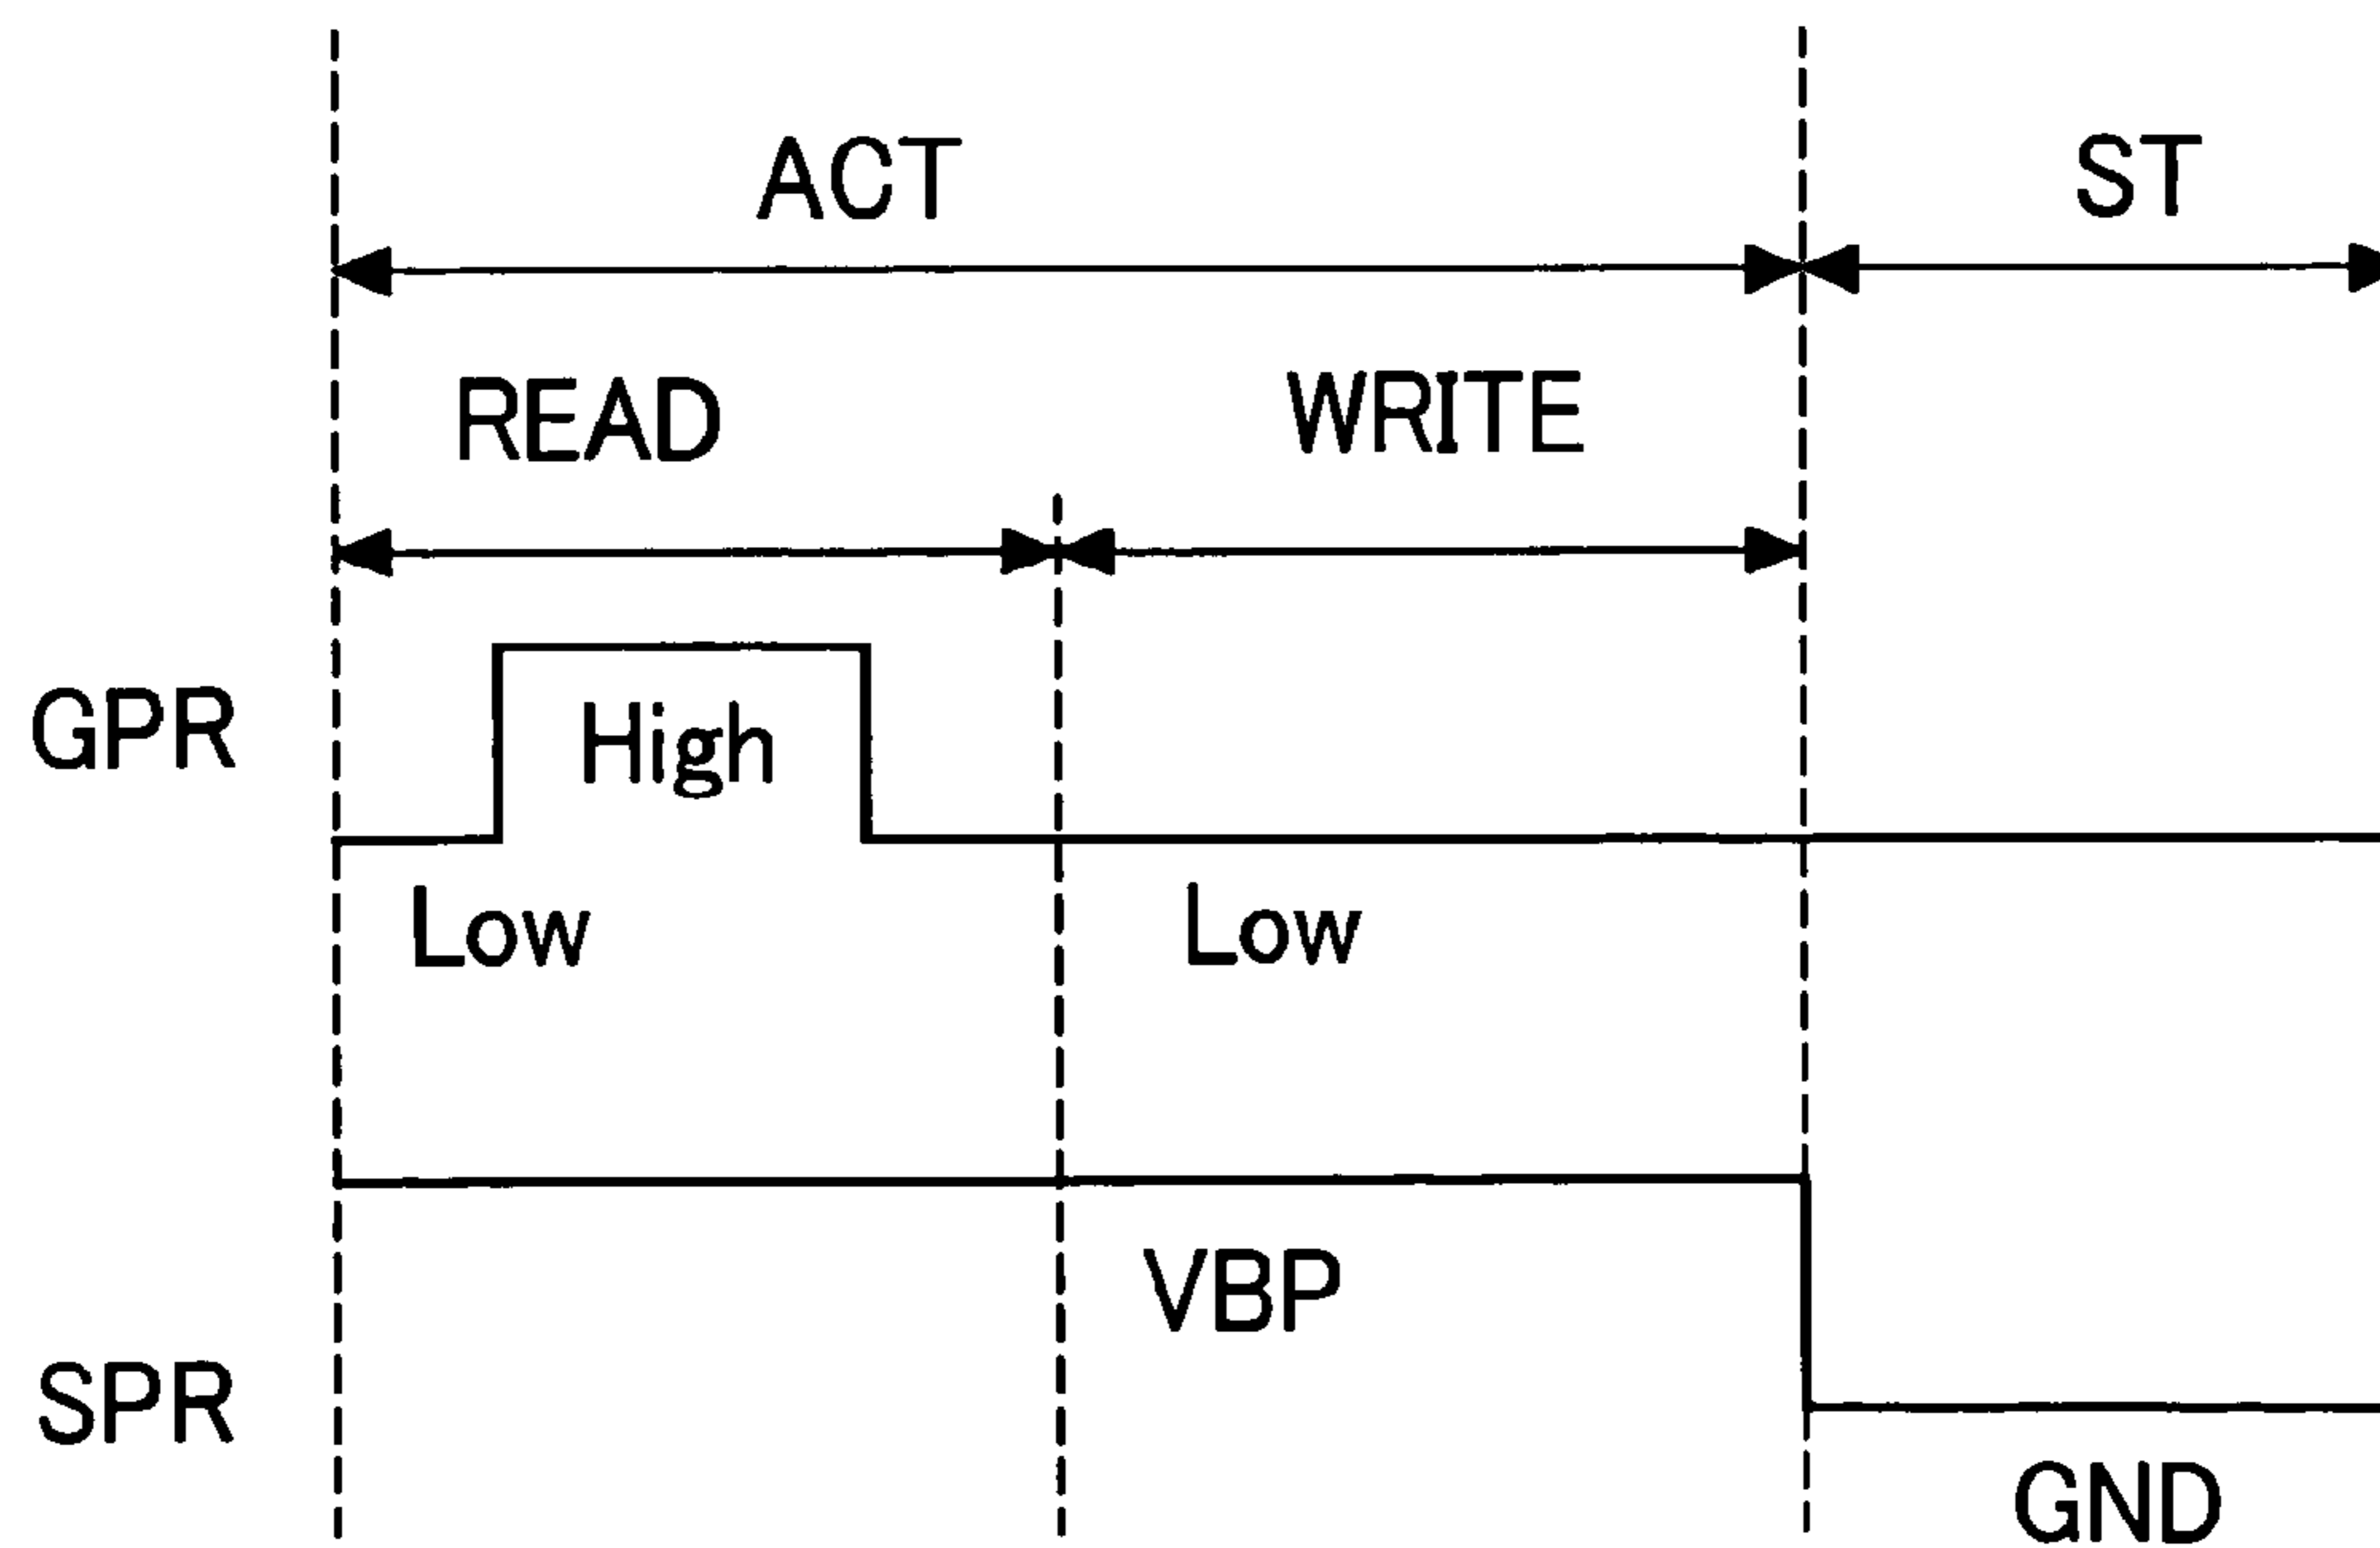 ACT ST
READ WRITE
GPR High
Low Low
VBP
SPR
GND